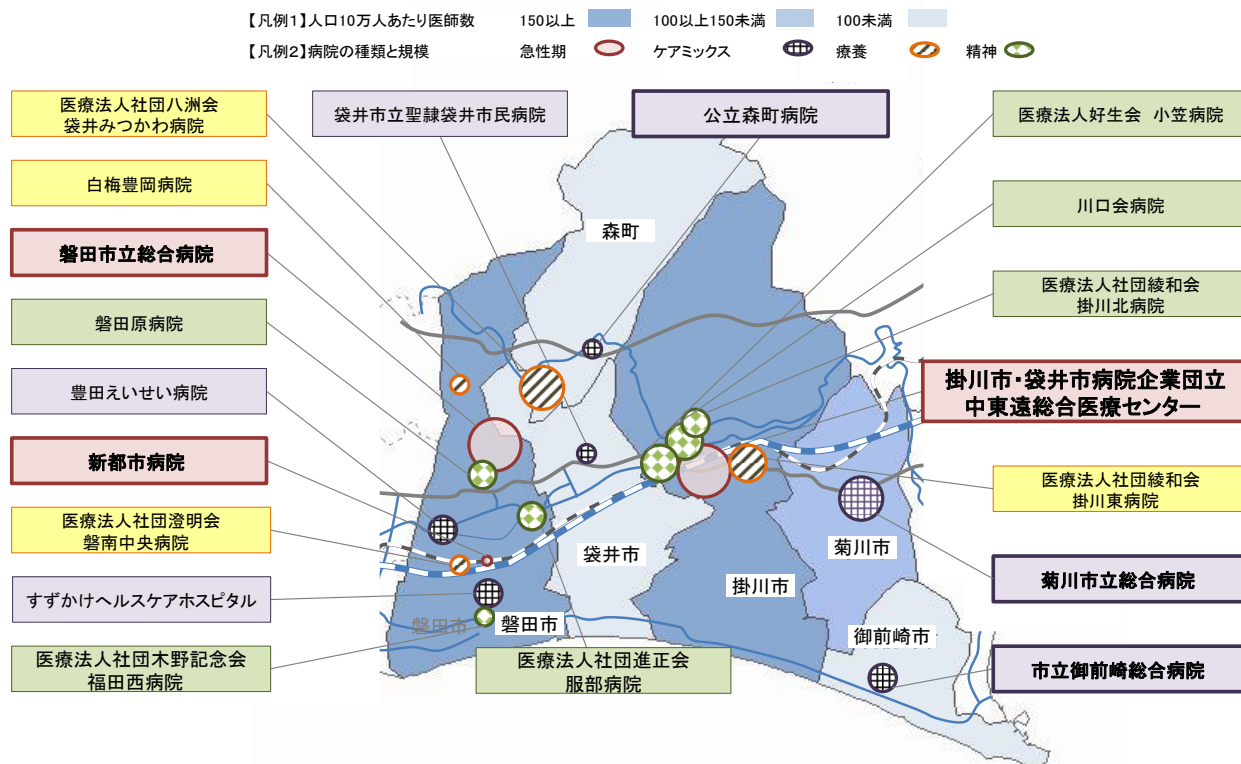 【凡例1】人口10万人あたり医師数 150以上 100以上150未満 100未満
【凡例2】病院の種類と規模 急性期 ケアミックス 療養 精神
医療法人社団八洲会
袋井みつかわ病院
袋井市立聖隷袋井市民病院
公立森町病院
医療法人好生会 小笠病院
白梅豊岡病院
川口会病院
森町
磐田市立総合病院
医療法人社団綾和会
掛川北病院
磐田原病院
豊田えいせい病院
掛川市・袋井市病院企業団立
中東遠総合医療センター
新都市病院
医療法人社団綾和会
掛川東病院
医療法人社団澄明会
磐南中央病院
袋井市
菊川市
掛川市
菊川市立総合病院
すずかけヘルスケアホスピタル
磐田市
磐田市
御前崎市
医療法人社団木野記念会
福田西病院
医療法人社団進正会
服部病院
市立御前崎総合病院